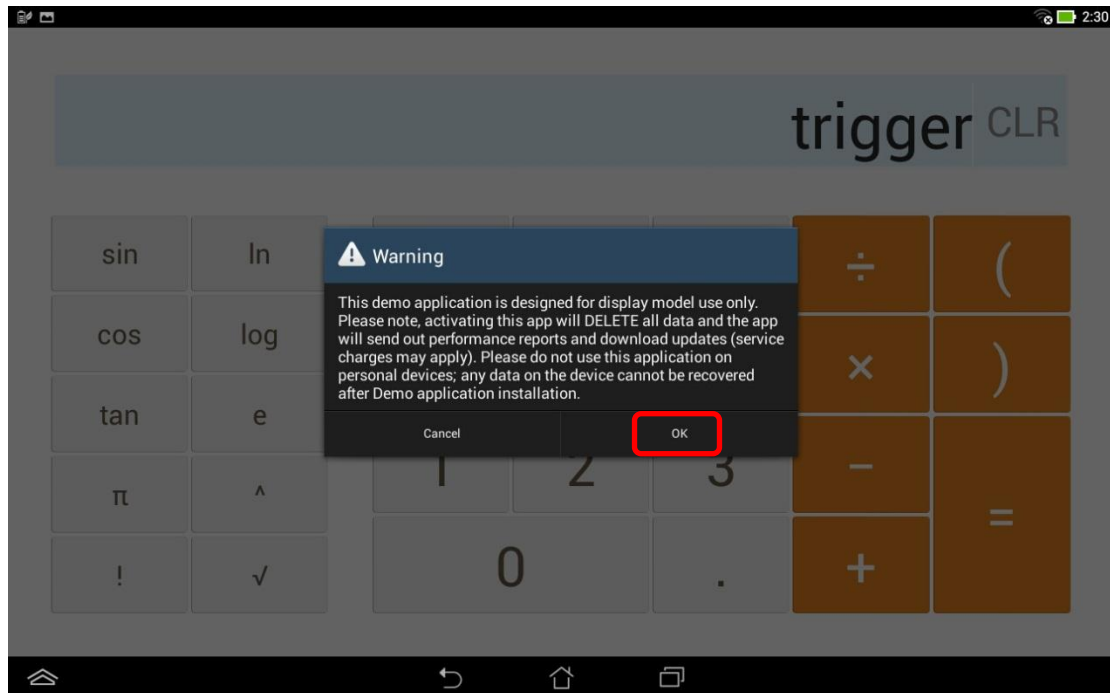 2:30
trigger CLR
sin ln ÷ (
Warning
This demo application is designed for display model use only.
Please note, activating this app will DELETE all data and the app
will send out performance reports and download updates (service
charges may apply). Please do not use this application on
personal devices; any data on the device cannot be recovered
after Demo application installation.
Cancel OK
cos log × )
tan e
π ^ 1 2 3 − =
! √ 0 . +